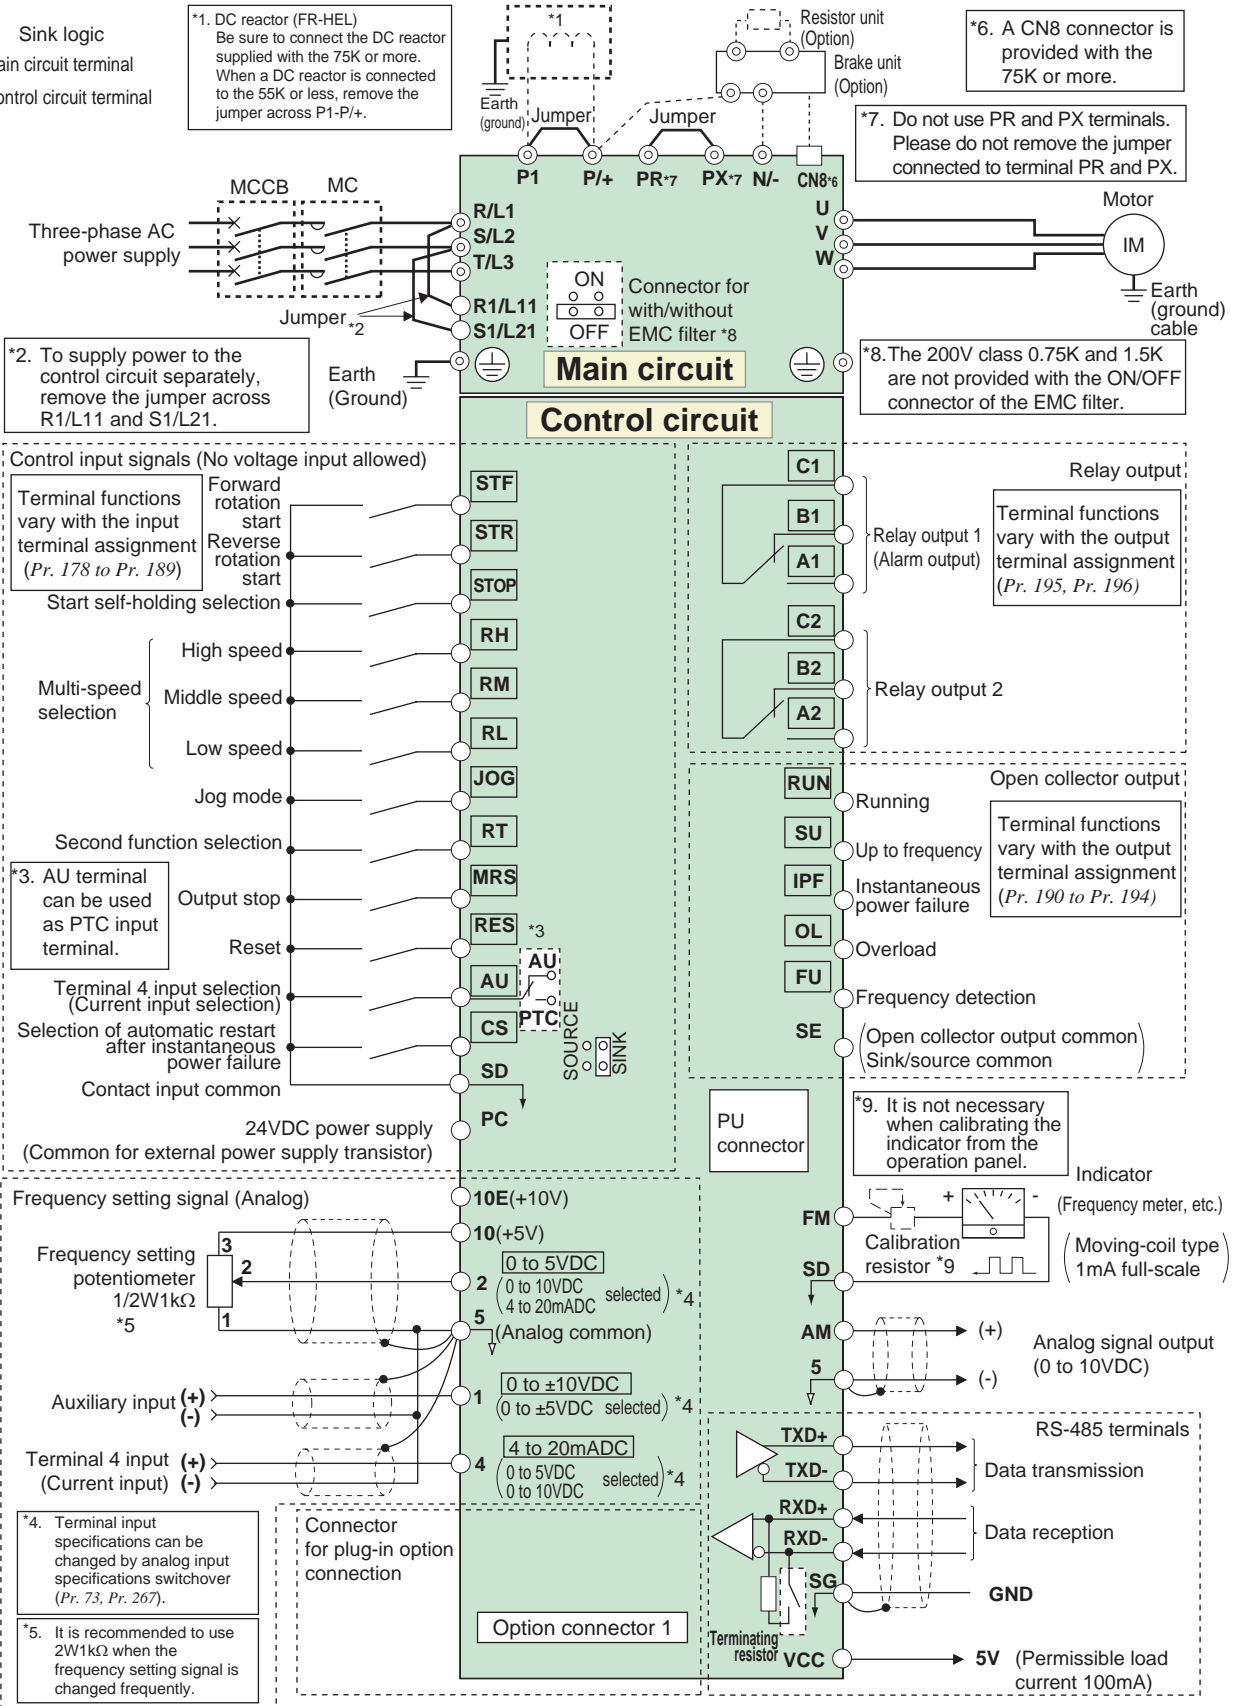 Sink logic
ain circuit terminal
ontrol circuit terminal
*1. DC reactor (FR-HEL)
Be sure to connect the DC reactor
supplied with the 75K or more.
When a DC reactor is connected
to the 55K or less, remove the
jumper across P1-P/+.
*1
Earth
(ground)
Jumper
Jumper
Resistor unit
(Option)
Brake unit
(Option)
*6. A CN8 connector is
provided with the
75K or more.
*7. Do not use PR and PX terminals.
Please do not remove the jumper
connected to terminal PR and PX.
P1 P/+ PR*7 PX*7 N/- CN8*6
MCCB MC
Three-phase AC
power supply
R/L1
S/L2
T/L3
R1/L11
S1/L21
Jumper *2
ON
OFF
Connector for
with/without
EMC filter *8
U
V
W
Motor
IM
Earth
(ground)
cable
*2. To supply power to the
control circuit separately,
remove the jumper across
R1/L11 and S1/L21.
Earth
(Ground)
Main circuit
*8.The 200V class 0.75K and 1.5K
are not provided with the ON/OFF
connector of the EMC filter.
Control circuit
Control input signals (No voltage input allowed)
Terminal functions
vary with the input
terminal assignment
(Pr. 178 to Pr. 189)
Forward
rotation
start
STF
Reverse
rotation
start
STR
Start self-holding selection
STOP
Multi-speed
selection
High speed
RH
Middle speed
RM
Low speed
RL
Jog mode
JOG
Second function selection
RT
*3. AU terminal
can be used
as PTC input
terminal.
Output stop
MRS
Reset
RES *3
Terminal 4 input selection
(Current input selection)
AU
AU
PTC
Selection of automatic restart
after instantaneous
power failure
CS
SOURCE
SINK
Contact input common
SD
24VDC power supply
(Common for external power supply transistor)
PC
C1
B1
A1
Relay output
Relay output 1
(Alarm output)
Terminal functions
vary with the output
terminal assignment
(Pr. 195, Pr. 196)
C2
B2
A2
Relay output 2
Open collector output
RUN
Running
SU
Up to frequency
IPF
Instantaneous
power failure
OL
Overload
FU
Frequency detection
SE
(Open collector output common
Sink/source common)
Terminal functions
vary with the output
terminal assignment
(Pr. 190 to Pr. 194)
PU
connector
*9. It is not necessary
when calibrating the
indicator from the
operation panel.
Frequency setting signal (Analog)
10E(+10V)
10(+5V)
Frequency setting
potentiometer
1/2W1kΩ
*5
3
2
1
2
0 to 5VDC
(0 to 10VDC
4 to 20mADC selected) *4
5
(Analog common)
Auxiliary input (+)
(-)
1
0 to ±10VDC
(0 to ±5VDC selected) *4
Terminal 4 input (+)
(Current input) (-)
4
4 to 20mADC
(0 to 5VDC
0 to 10VDC selected) *4
FM
+ -
Indicator
(Frequency meter, etc.)
Calibration
resistor *9
(Moving-coil type
1mA full-scale)
SD
AM
(+)
5
(-)
Analog signal output
(0 to 10VDC)
RS-485 terminals
TXD+
TXD-
Data transmission
RXD+
RXD-
Data reception
SG
GND
Terminating
resistor
VCC
5V (Permissible load
current 100mA)
*4. Terminal input
specifications can be
changed by analog input
specifications switchover
(Pr. 73, Pr. 267).
*5. It is recommended to use
2W1kΩ when the
frequency setting signal is
changed frequently.
Connector
for plug-in option
connection
Option connector 1